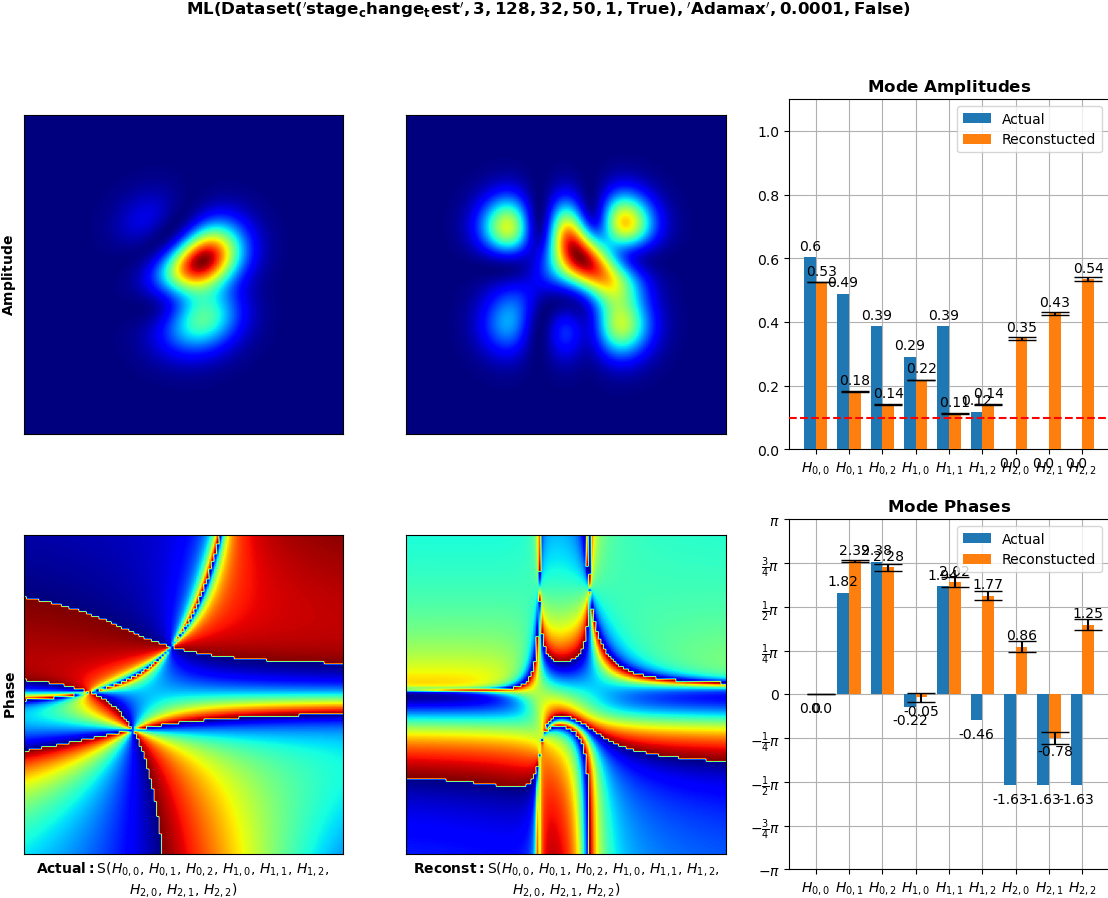 ML(Dataset('stage_change_test', 3, 128, 32, 50, 1, True), 'Adamax', 0.0001, False)
Amplitude
Mode Amplitudes
Actual
Reconstucted
1.0
0.8
0.6
0.4
0.2
0.0
0.6
0.53
0.49
0.18
0.39
0.14
0.29
0.22
0.39
0.11
0.12
0.14
0.0
0.35
0.0
0.43
0.0
0.54
H0,0 H0,1 H0,2 H1,0 H1,1 H1,2 H2,0 H2,1 H2,2
Phase
Actual: S(H0,0, H0,1, H0,2, H1,0, H1,1, H1,2,
H2,0, H2,1, H2,2)
Reconst: S(H0,0, H0,1, H0,2, H1,0, H1,1, H1,2,
H2,0, H2,1, H2,2)
Mode Phases
Actual
Reconstucted
π
3/4π
1/2π
1/4π
0
−1/4π
−1/2π
−3/4π
−π
0.0
0.0
1.82
2.39
2.38
2.28
-0.22
-0.05
2.02
-0.46
1.77
-1.63
0.86
-1.63
-0.78
-1.63
1.25
H0,0 H0,1 H0,2 H1,0 H1,1 H1,2 H2,0 H2,1 H2,2